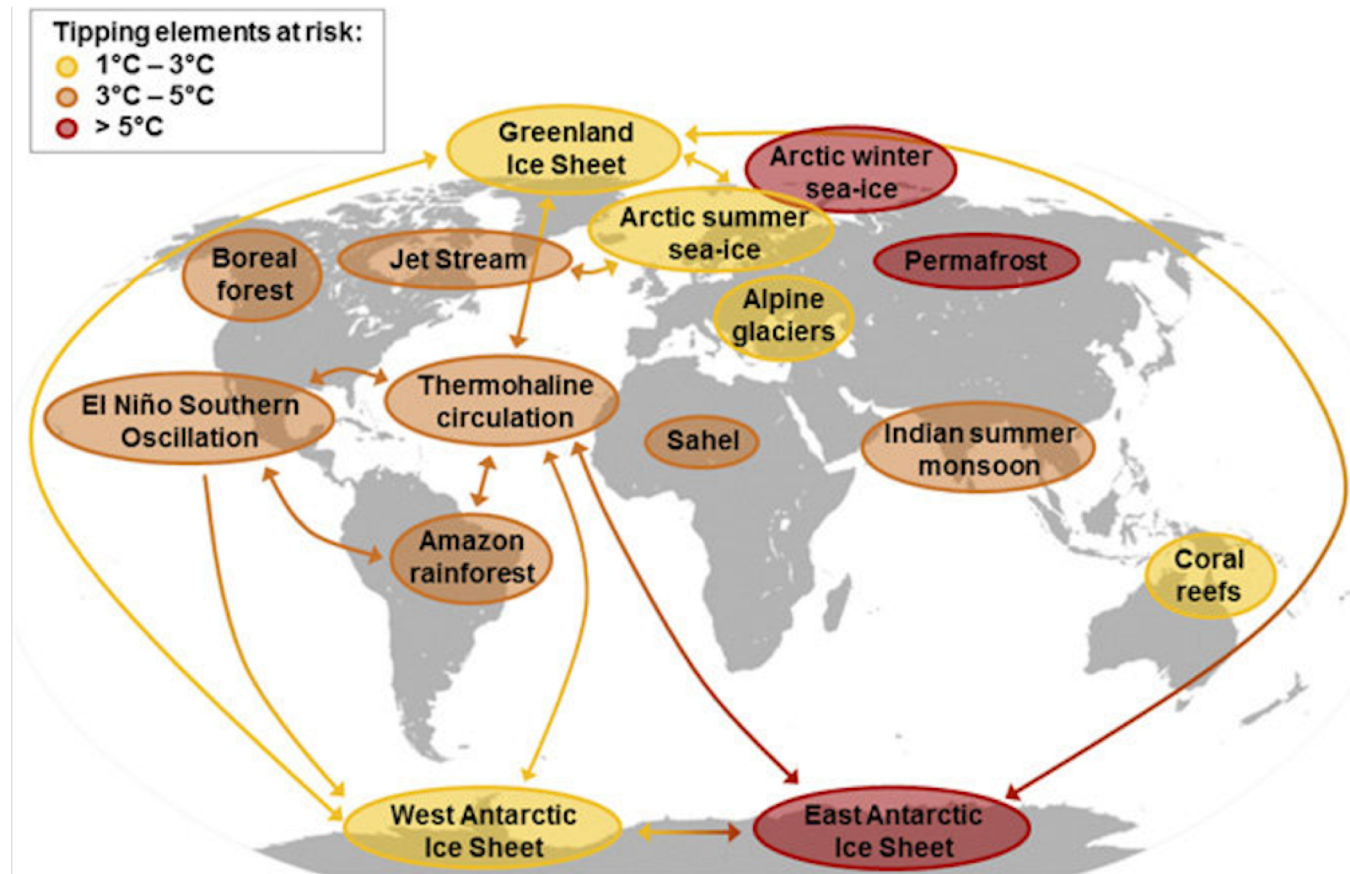 Tipping elements at risk:
1°C – 3°C
3°C – 5°C
> 5°C
Greenland
Ice Sheet
Arctic winter
sea-ice
Arctic summer
sea-ice
Boreal
forest
Jet Stream
Permafrost
Alpine
glaciers
El Niño Southern
Oscillation
Thermohaline
circulation
Sahel
Indian summer
monsoon
Amazon
rainforest
Coral
reefs
West Antarctic
Ice Sheet
East Antarctic
Ice Sheet